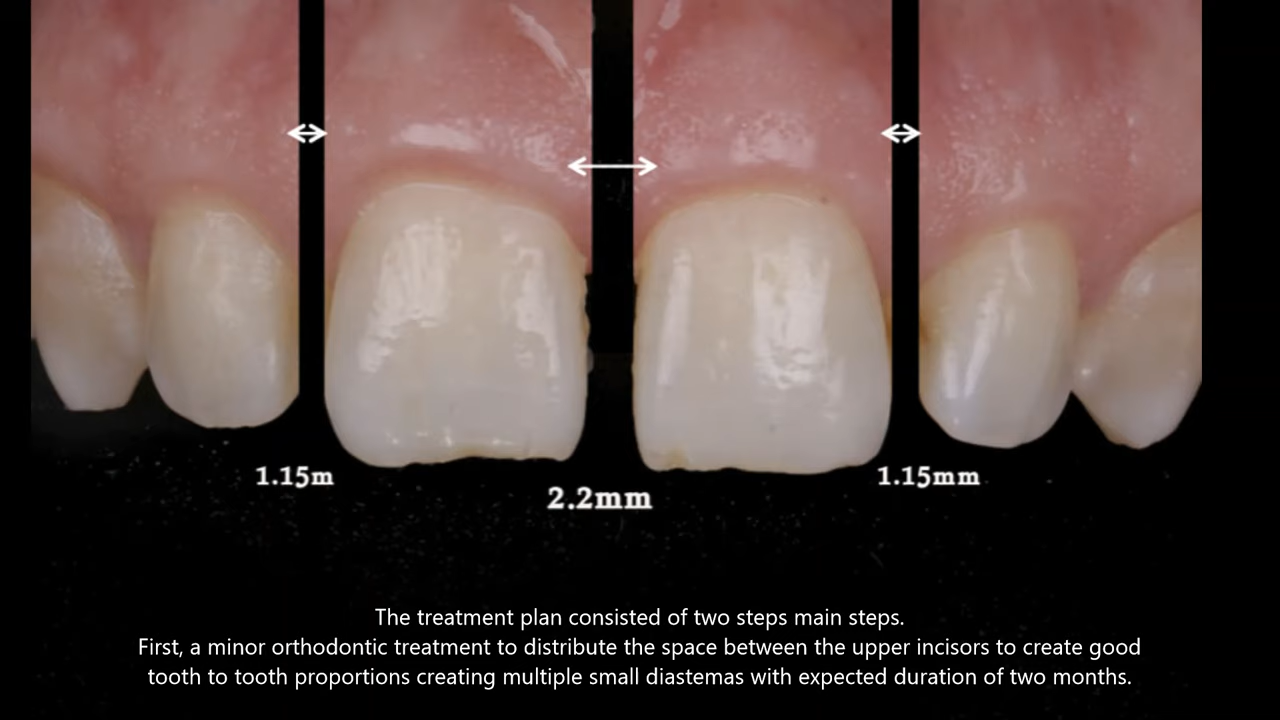 1.15m
1.15mm
2.2mm
The treatment plan consisted of two steps main steps.
First, a minor orthodontic treatment to distribute the space between the upper incisors to create good
tooth to tooth proportions creating multiple small diastemas with expected duration of two months.